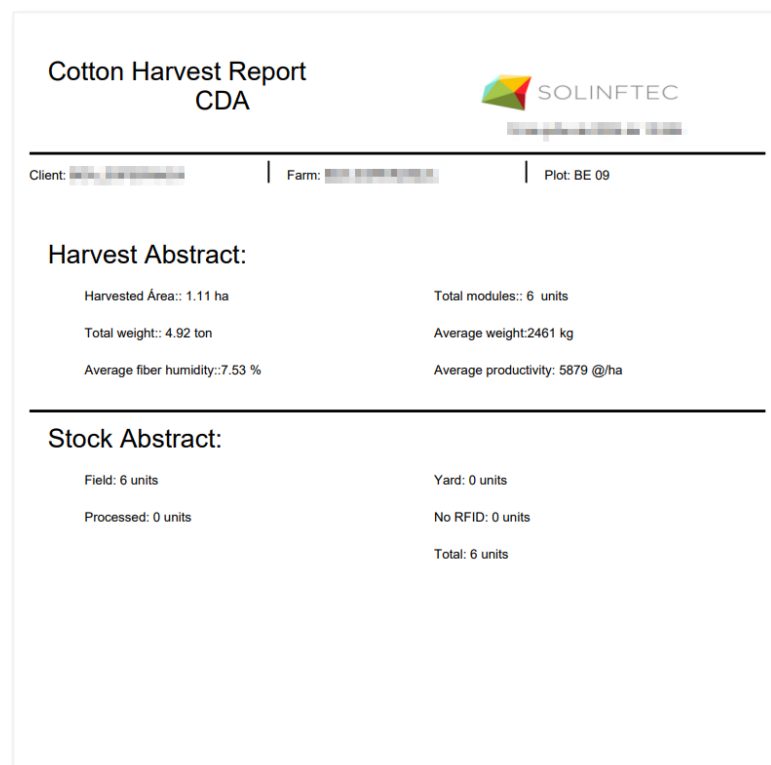 Cotton Harvest Report
CDA
SOLINFTEC
Client:
Farm:
Plot: BE 09
Harvest Abstract:
Harvested Área:: 1.11 ha
Total modules:: 6 units
Total weight:: 4.92 ton
Average weight:2461 kg
Average fiber humidity::7.53 %
Average productivity: 5879 @/ha
Stock Abstract:
Field: 6 units
Yard: 0 units
Processed: 0 units
No RFID: 0 units
Total: 6 units